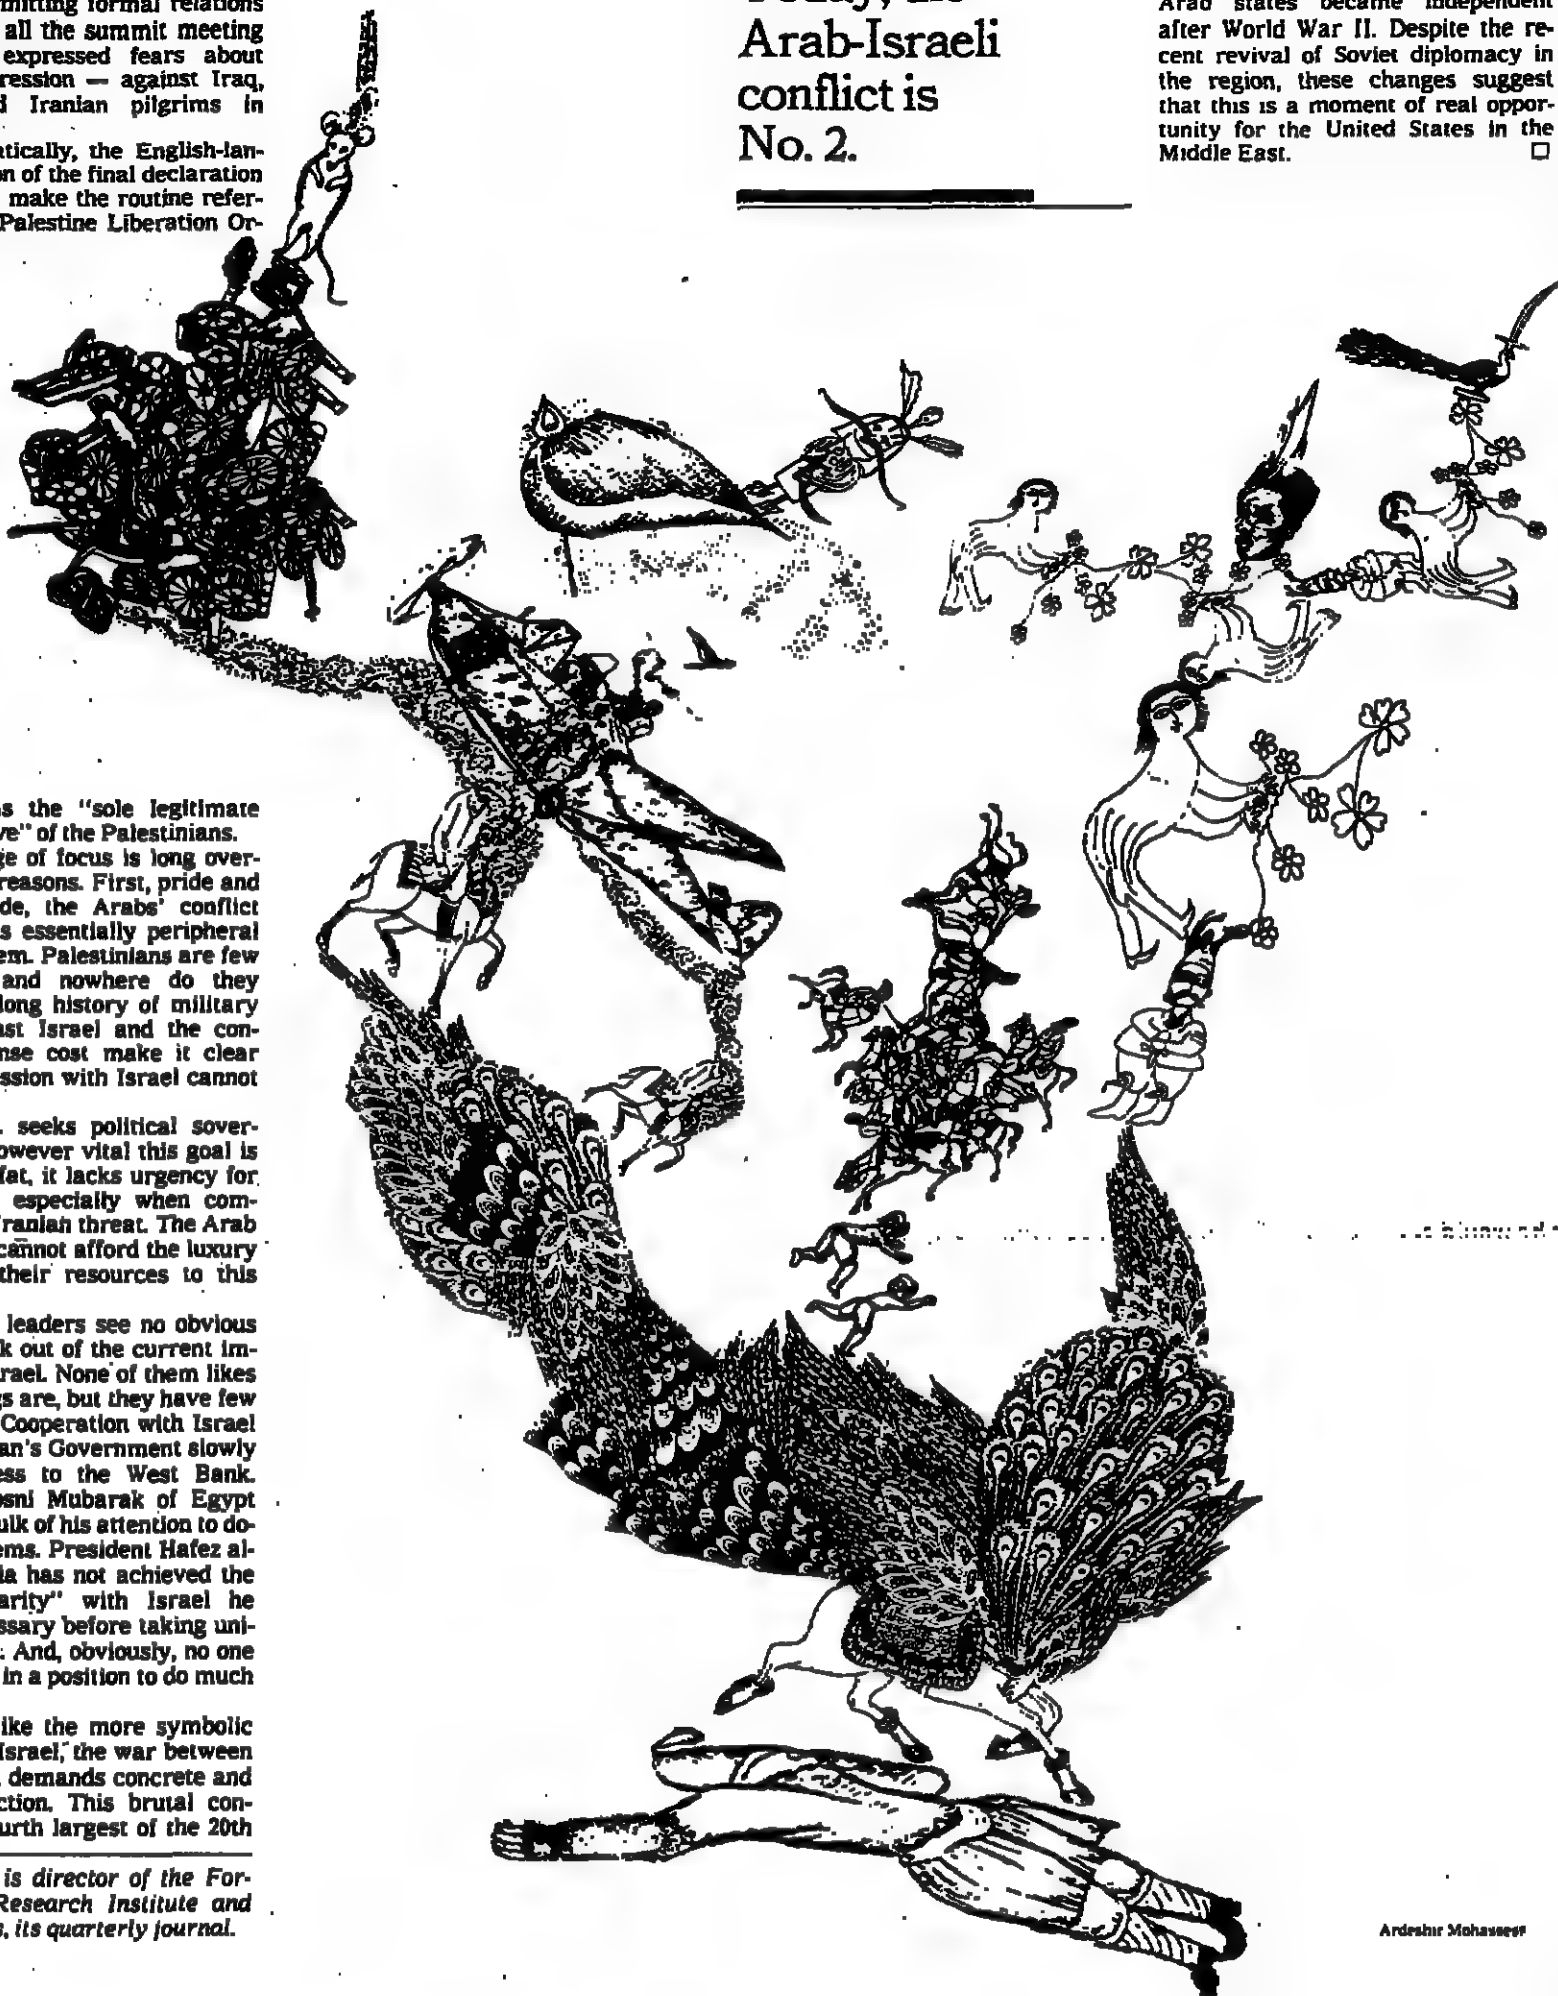 mitting formal relations
all the summit meeting
expressed fears about
ression — against Iraq,
Iranian pilgrims in
atically, the English-lan-
on of the final declaration
make the routine refer-
Palestine Liberation Or-
s the "sole legitimate
ve" of the Palestinians.
ge of focus is long over-
reasons. First, pride and
de, the Arabs' conflict
s essentially peripheral
em. Palestinians are few
and nowhere do they
long history of military
ast Israel and the con-
nse cost make it clear
ssion with Israel cannot
. seeks political sover-
owever vital this goal is
fat, it lacks urgency for
especially when com-
Iranian threat. The Arab
cannot afford the luxury
their resources to this
leaders see no obvious
k out of the current im-
rael. None of them likes
gs are, but they have few
Cooperation with Israel
an's Government slowly
ess to the West Bank.
osni Mubarak of Egypt
ulk of his attention to do-
ems. President Hafez al-
ia has not achieved the
arity" with Israel he
ssary before taking uni-
. And, obviously, no one
in a position to do much
ike the more symbolic
Israel, the war between
demands concrete and
ction. This brutal con-
urth largest of the 20th
is director of the For-
Research Institute and
s, its quarterly journal.
Today, the
Arab-Israeli
conflict is
No. 2.
Arab states became independent
after World War II. Despite the re-
cent revival of Soviet diplomacy in
the region, these changes suggest
that this is a moment of real oppor-
tunity for the United States in the
Middle East.
Ardeshir Mohassess